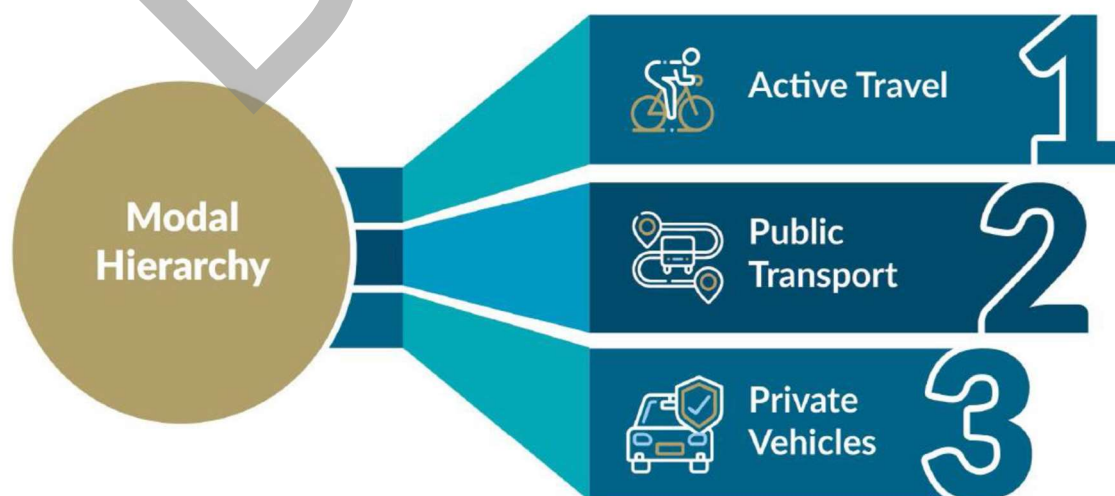 Modal
Hierarchy
Active Travel
1
Public
Transport
2
Private
Vehicles
3